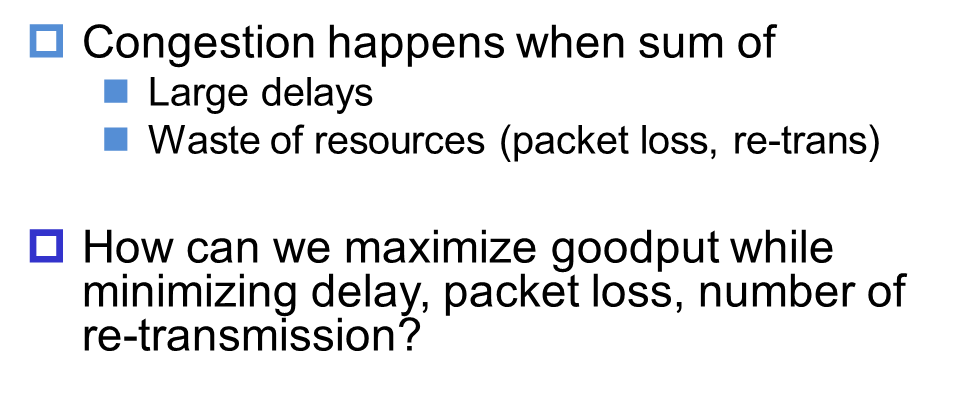 Congestion happens when sum of
Large delays
Waste of resources (packet loss, re-trans)
How can we maximize goodput while
minimizing delay, packet loss, number of
re-transmission?